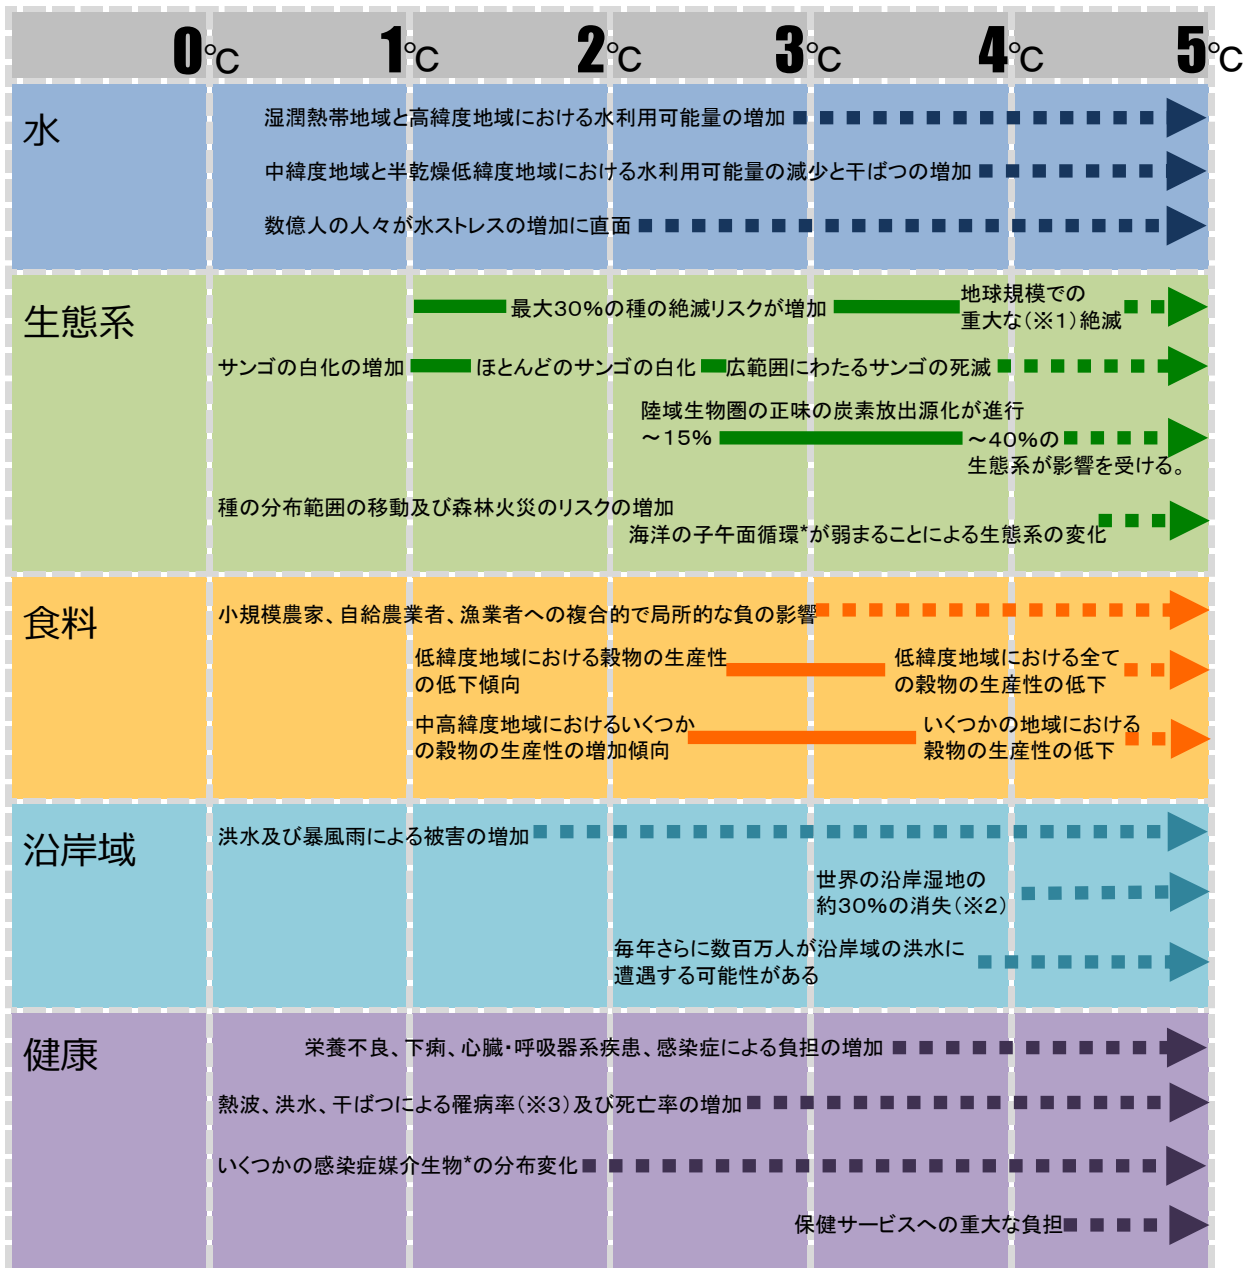 0℃ 1℃ 2℃ 3℃ 4℃ 5℃
水
湿潤熱帯地域と高緯度地域における水利用可能量の増加
中緯度地域と半乾燥低緯度地域における水利用可能量の減少と干ばつの増加
数億人の人々が水ストレスの増加に直面
生態系
最大30%の種の絶滅リスクが増加
地球規模での
重大な(※1)絶滅
サンゴの白化の増加 ほとんどのサンゴの白化 広範囲にわたるサンゴの死滅
陸域生物圏の正味の炭素放出源化が進行
～15% ～40%の
生態系が影響を受ける。
種の分布範囲の移動及び森林火災のリスクの増加
海洋の子午面循環*が弱まることによる生態系の変化
食料
小規模農家、自給農業者、漁業者への複合的で局所的な負の影響
低緯度地域における穀物の生産性
の低下傾向
低緯度地域における全て
の穀物の生産性の低下
中高緯度地域におけるいくつか
の穀物の生産性の増加傾向
いくつかの地域における
穀物の生産性の低下
沿岸域
洪水及び暴風雨による被害の増加
世界の沿岸湿地の
約30%の消失(※2)
毎年さらに数百万人が沿岸域の洪水に
遭遇する可能性がある
健康
栄養不良、下痢、心臓・呼吸器系疾患、感染症による負担の増加
熱波、洪水、干ばつによる罹病率(※3)及び死亡率の増加
いくつかの感染症媒介生物*の分布変化
保健サービスへの重大な負担